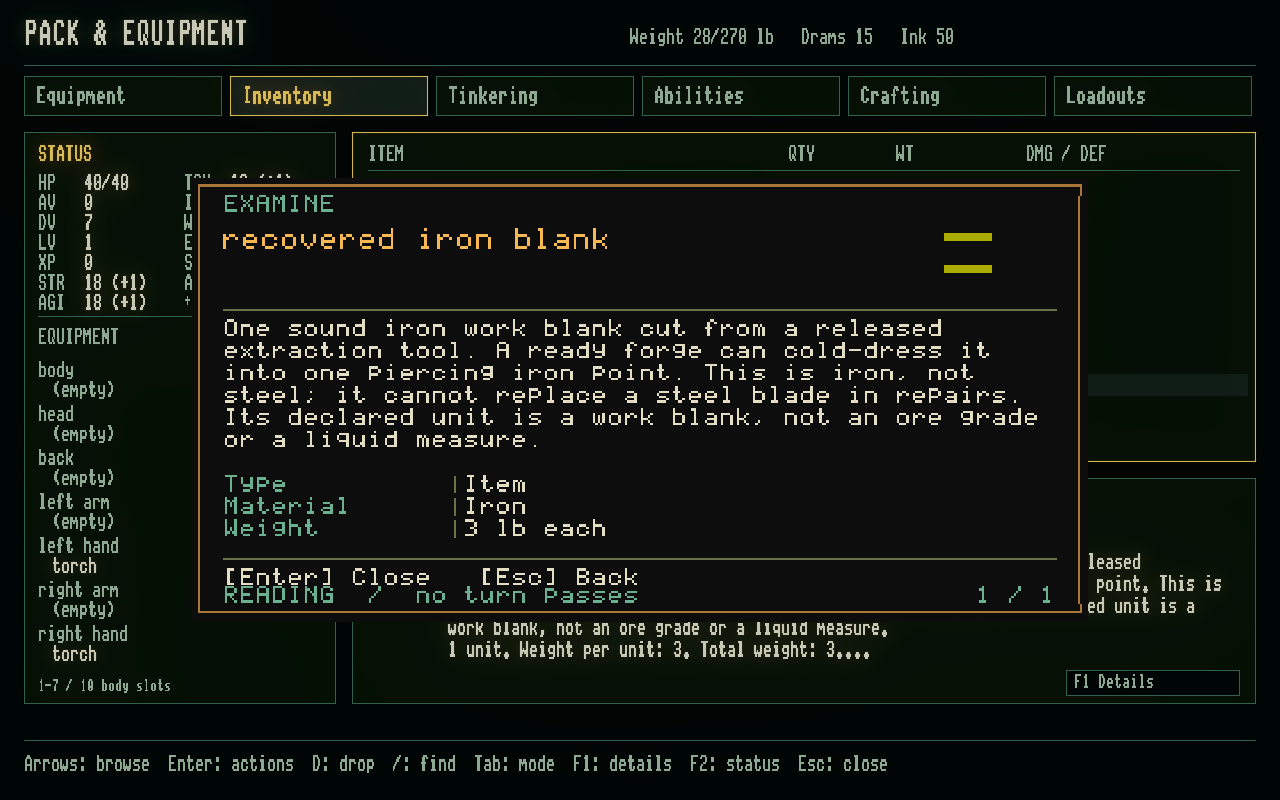 PACK & EQUIPMENT
Weight 28/270 lb Drams 15 Ink 50
Equipment Inventory Tinkering Abilities Crafting Loadouts
STATUS
HP 40/40
AV 0
DV 7
LV 1
XP 0
STR 18 (+1)
AGI 18 (+1)
EQUIPMENT
body
(empty)
head
(empty)
back
(empty)
left arm
(empty)
left hand
torch
right arm
(empty)
right hand
torch
1-7 / 10 body slots
ITEM QTY WT DMG / DEF
EXAMINE
recovered iron blank
One sound iron work blank cut from a released
extraction tool. A ready forge can cold-dress it
into one piercing iron point. This is iron, not
steel; it cannot replace a steel blade in repairs.
Its declared unit is a work blank, not an ore grade
or a liquid measure.
Type |Item
Material |Iron
Weight |3 lb each
[Enter] Close [Esc] Back
READING / no turn passes 1 / 1
leased
point. This is
ed unit is a
work blank, not an ore grade or a liquid measure.
1 unit. Weight per unit: 3. Total weight: 3....
F1 Details
Arrows: browse Enter: actions D: drop /: find Tab: mode F1: details F2: status Esc: close